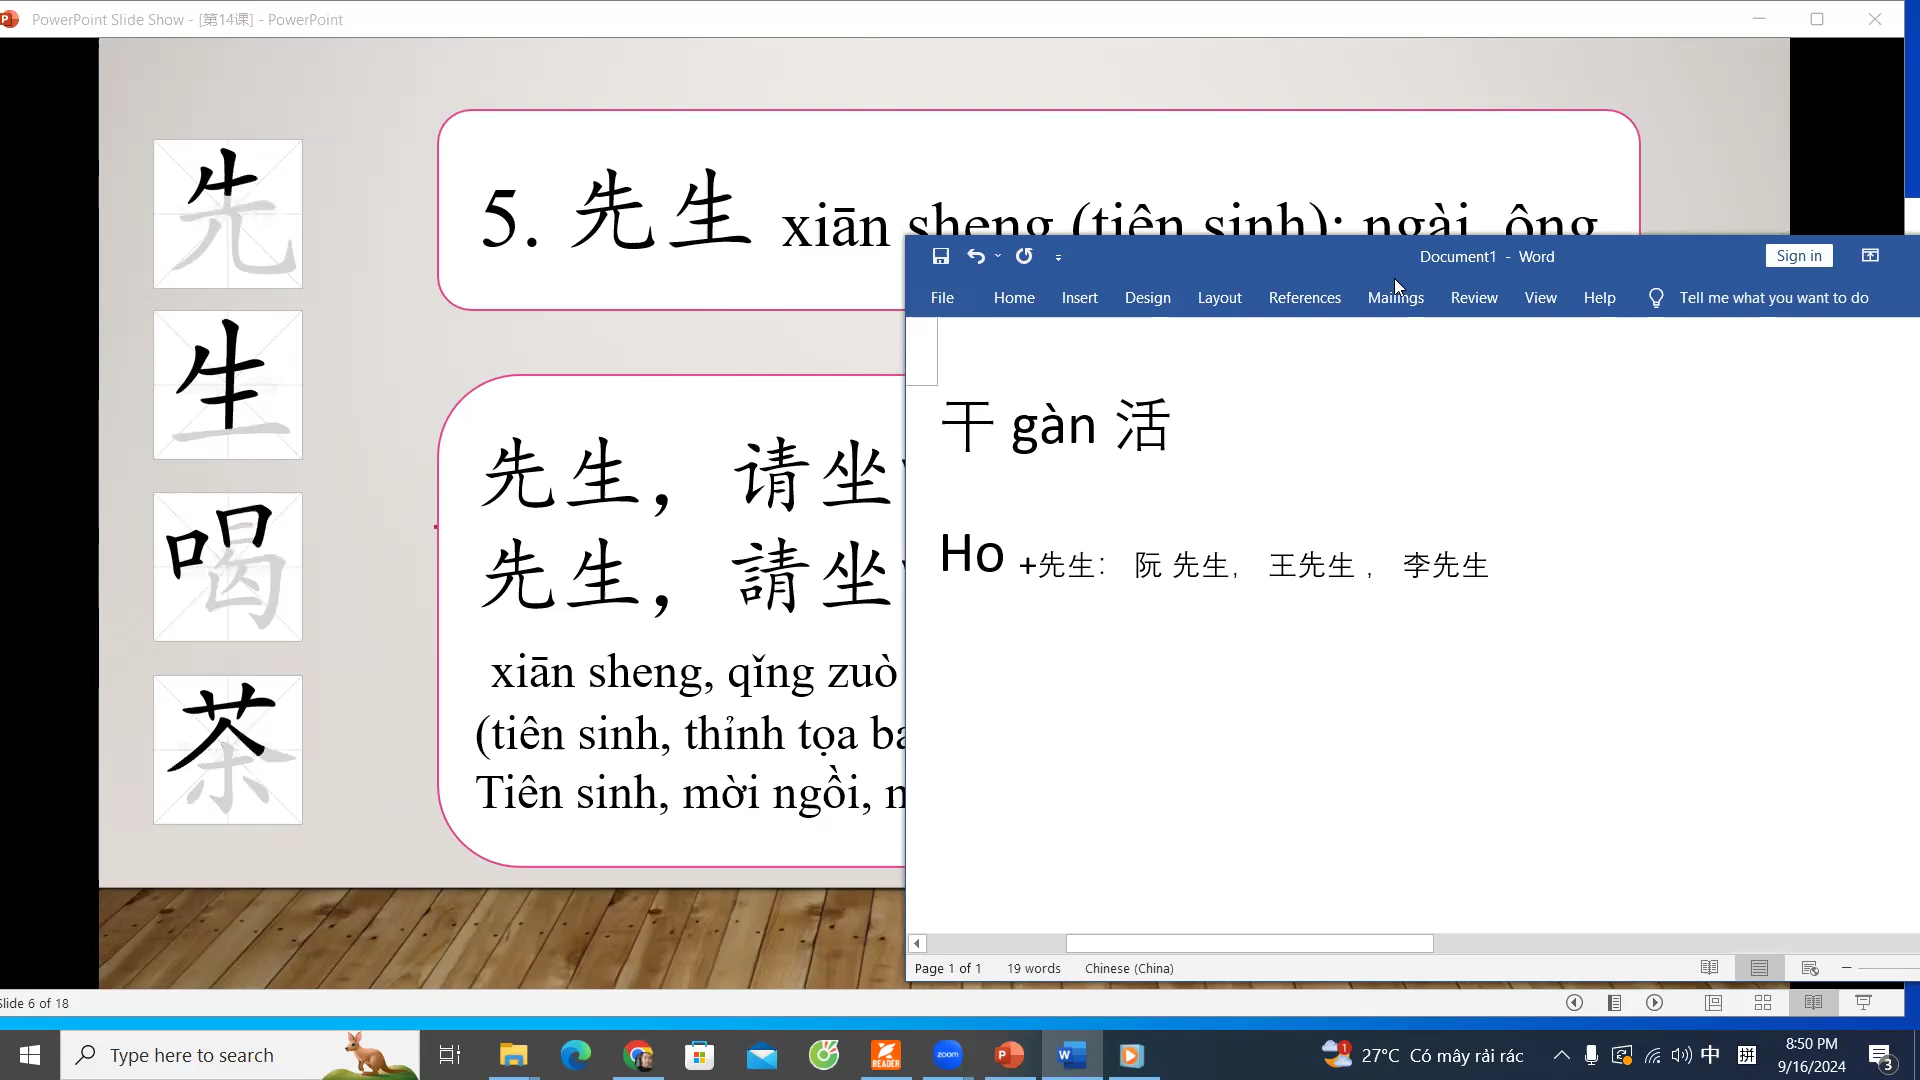 PowerPoint Slide Show - [第14课] - PowerPoint
先
生
喝
茶
5. 先生 xiān sheng (tiên sinh): ngài, ông
先生，请坐
先生，請坐
xiān sheng, qǐng zuò
(tiên sinh, thỉnh tọa
Tiên sinh, mời ngồi,
Document1 - Word
Sign in
File Home Insert Design Layout References Mailings Review View Help Tell me what you want to do
干 gàn 活
Ho +先生： 阮 先生， 王先生， 李先生
Page 1 of 1 19 words Chinese (China)
Slide 6 of 18
Type here to search
READER
zoom
1
27°C Có mây rải rác
中
拼
8:50 PM
9/16/2024
3